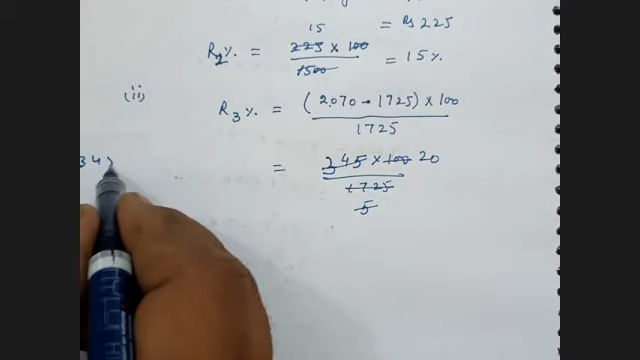 15 = Rs 225
R2%. = 225 × 100 / 1500 = 15%.
(ii) R3%. = (2070 - 1725) × 100 / 1725
34
= 345 × 100 20 / 1725
5